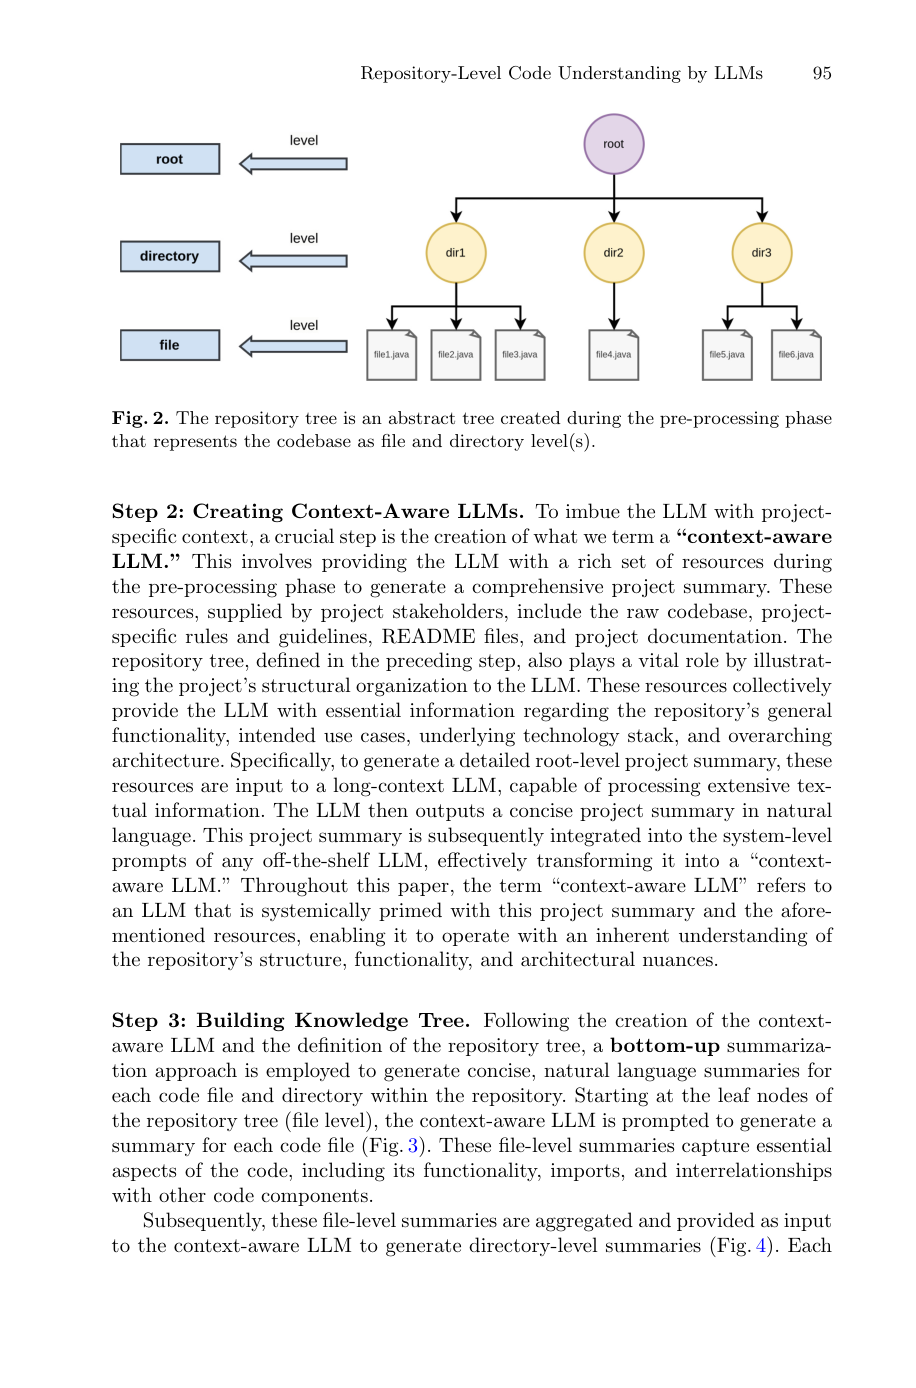 Repository-Level Code Understanding by LLMs 95
level
root
root
level
directory
dir1 dir2 dir3
level
file
file1.java file2.java file3.java file4.java file5.java file6.java
Fig. 2. The repository tree is an abstract tree created during the pre-processing phase
that represents the codebase as file and directory level(s).
Step 2: Creating Context-Aware LLMs. To imbue the LLM with project-
specific context, a crucial step is the creation of what we term a “context-aware
LLM.” This involves providing the LLM with a rich set of resources during
the pre-processing phase to generate a comprehensive project summary. These
resources, supplied by project stakeholders, include the raw codebase, project-
specific rules and guidelines, README files, and project documentation. The
repository tree, defined in the preceding step, also plays a vital role by illustrat-
ing the project’s structural organization to the LLM. These resources collectively
provide the LLM with essential information regarding the repository’s general
functionality, intended use cases, underlying technology stack, and overarching
architecture. Specifically, to generate a detailed root-level project summary, these
resources are input to a long-context LLM, capable of processing extensive tex-
tual information. The LLM then outputs a concise project summary in natural
language. This project summary is subsequently integrated into the system-level
prompts of any off-the-shelf LLM, effectively transforming it into a “context-
aware LLM.” Throughout this paper, the term “context-aware LLM” refers to
an LLM that is systemically primed with this project summary and the afore-
mentioned resources, enabling it to operate with an inherent understanding of
the repository’s structure, functionality, and architectural nuances.
Step 3: Building Knowledge Tree. Following the creation of the context-
aware LLM and the definition of the repository tree, a bottom-up summariza-
tion approach is employed to generate concise, natural language summaries for
each code file and directory within the repository. Starting at the leaf nodes of
the repository tree (file level), the context-aware LLM is prompted to generate a
summary for each code file (Fig. 3). These file-level summaries capture essential
aspects of the code, including its functionality, imports, and interrelationships
with other code components.
Subsequently, these file-level summaries are aggregated and provided as input
to the context-aware LLM to generate directory-level summaries (Fig. 4). Each